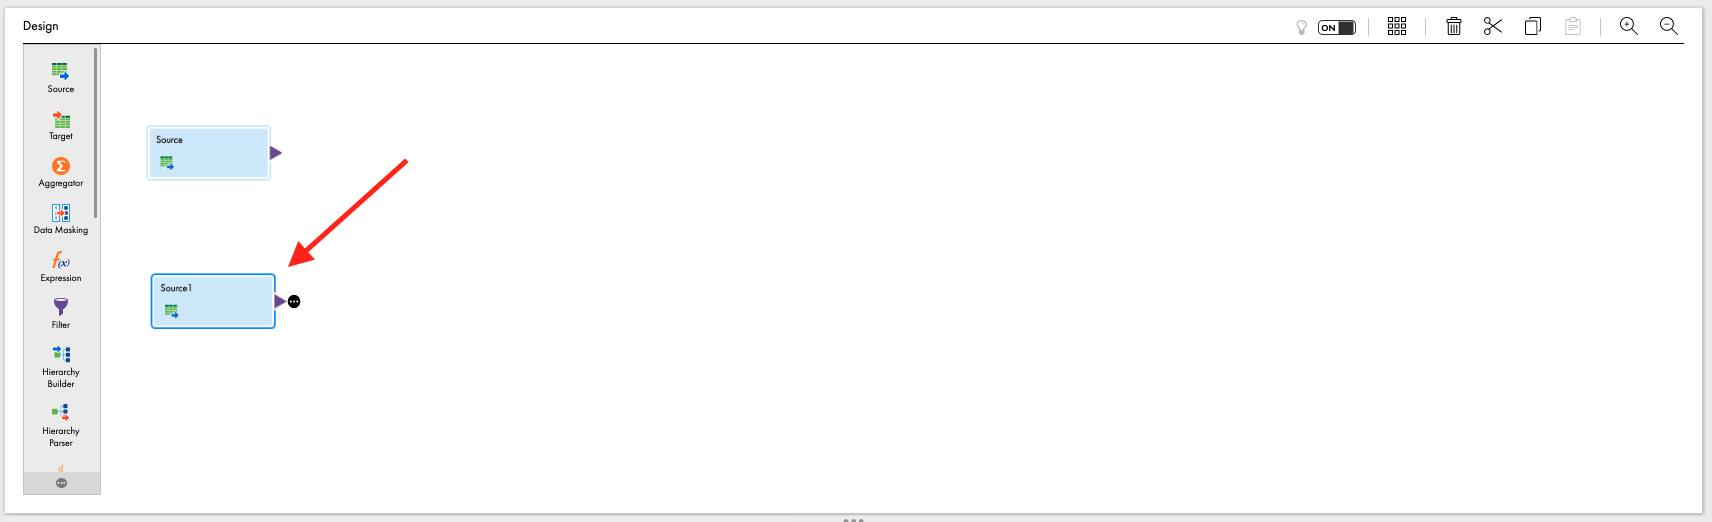 Design
ON
Source
Target
Aggregator
Data Masking
Expression
f(x)
Filter
Hierarchy
Builder
Hierarchy
Parser
Source
Source1